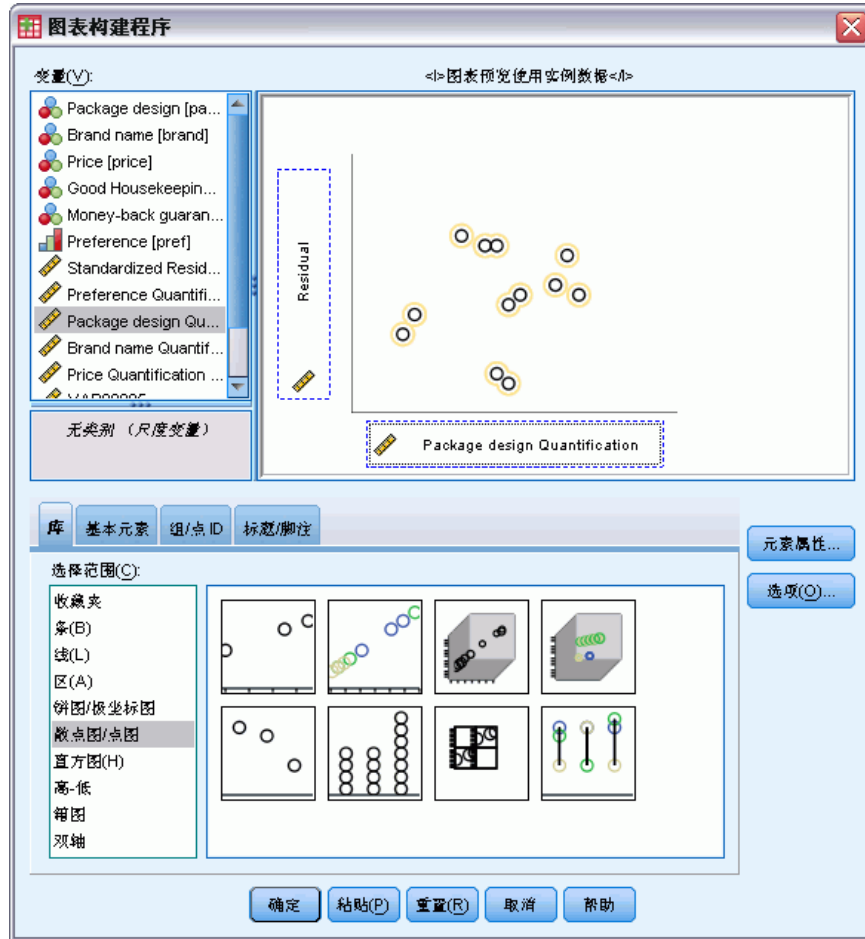 图表构建程序
变量(V):
<I>图表预览使用实例数据</I>
Package design [pa...
Brand name [brand]
Price [price]
Good Housekeepin...
Money-back guaran...
Preference [pref]
Standardized Resid...
Preference Quantifi...
Package design Qu...
Brand name Quantif...
Price Quantification ...
无类别 （尺度变量）
Residual
Package design Quantification
库
基本元素
组/点 ID
标题/脚注
元素属性...
选项(O)...
选择范围(C):
收藏夹
条(B)
线(L)
区(A)
饼图/极坐标图
散点图/点图
直方图(H)
高-低
箱图
双轴
确定
粘贴(P)
重置(R)
取消
帮助